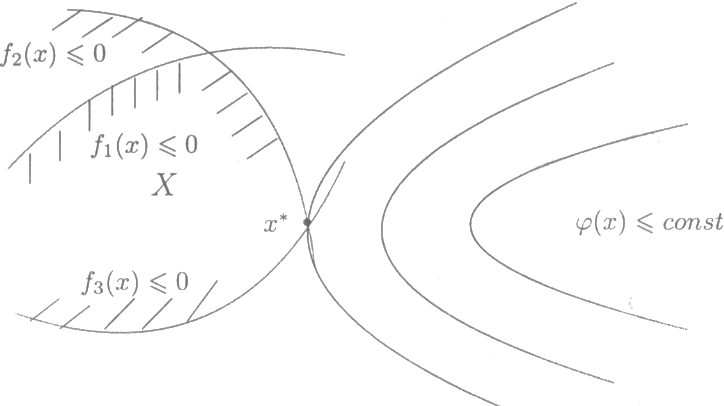 f₂(x) ⩽ 0
f₁(x) ⩽ 0
X
x*
φ(x) ⩽ const
f₃(x) ⩽ 0